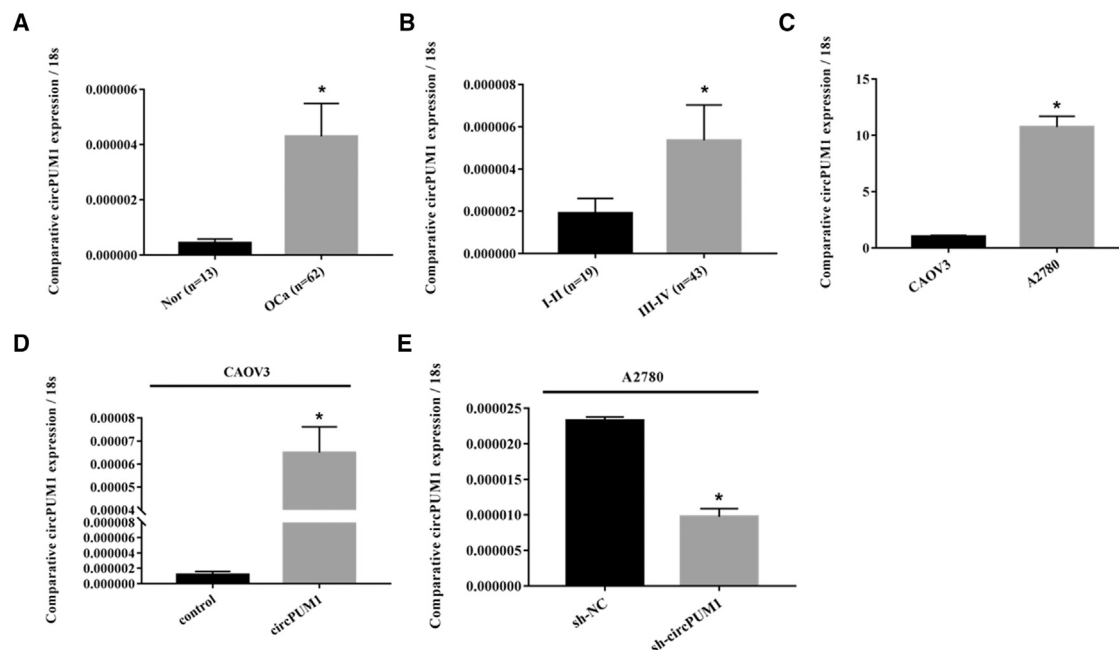 A
Comparative circPUM1 expression / 18s
0.000006
0.000004
0.000002
0.000000
*
Nor (n=13)
OCa (n=62)
B
Comparative circPUM1 expression / 18s
0.000008
0.000006
0.000004
0.000002
0.000000
*
I-II (n=19)
III-IV (n=43)
C
Comparative circPUM1 expression / 18s
15
10
5
0
*
CAOV3
A2780
D
Comparative circPUM1 expression / 18s
CAOV3
0.00008
0.00007
0.00006
0.00005
0.00004
0.000008
0.000006
0.000004
0.000002
0.000000
*
control
circPUM1
E
Comparative circPUM1 expression / 18s
A2780
0.000025
0.000020
0.000015
0.000010
0.000005
0.000000
*
sh-NC
sh-circPUM1